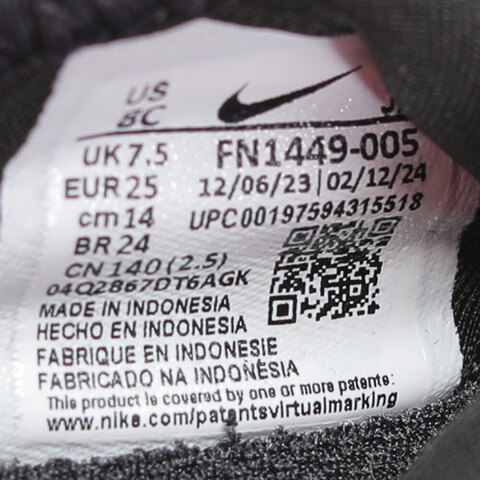 US
BC
UK 7.5 FN1449-005
EUR 25 12/06/23|02/12/24
cm 14 UPC00197594315518
BR 24
CN 140 (2.5)
04Q2867DT6AGK
MADE IN INDONESIA
HECHO EN INDONESIA
FABRIQUE EN INDONESIE
FABRICADO NA INDONÉSIA
This product is covered by one or more patents:
www.nike.com/patentsvirtualmarking